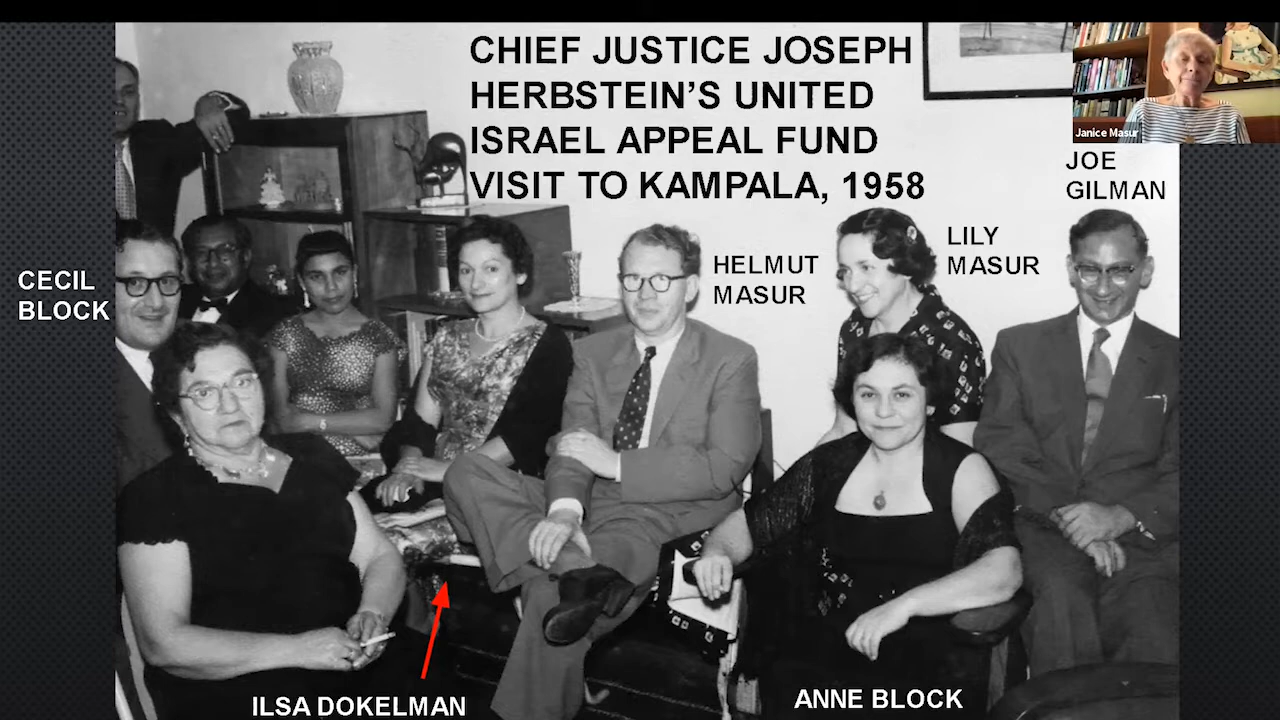 CHIEF JUSTICE JOSEPH
HERBSTEIN'S UNITED
ISRAEL APPEAL FUND
VISIT TO KAMPALA, 1958
Janice Masur
JOE
GILMAN
LILY
MASUR
HELMUT
MASUR
CECIL
BLOCK
ILSA DOKELMAN
ANNE BLOCK